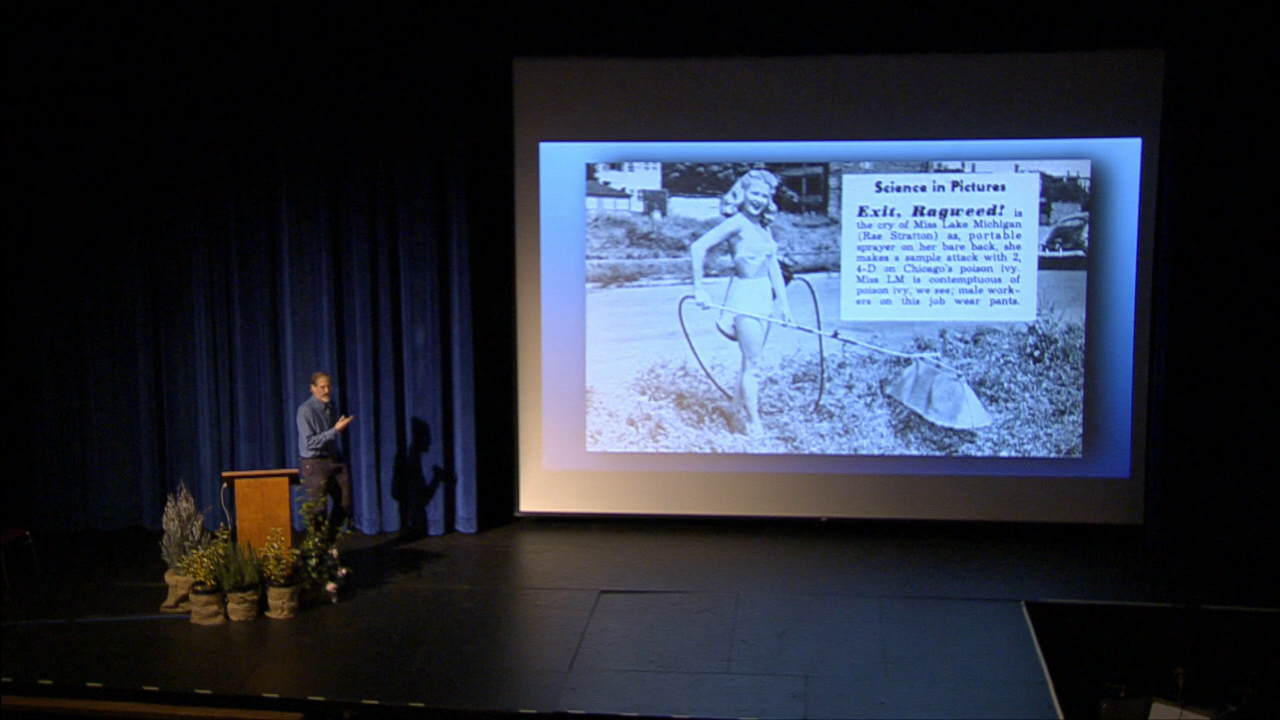 Science in Pictures
Exit, Ragweed! is
the cry of Miss Lake Michigan
(Rae Stratton) as, portable
sprayer on her bare back, she
makes a sample attack with 2,
4-D on Chicago's poison ivy.
Miss LM is contemptuous of
poison ivy, we see; male work-
ers on this job wear pants.